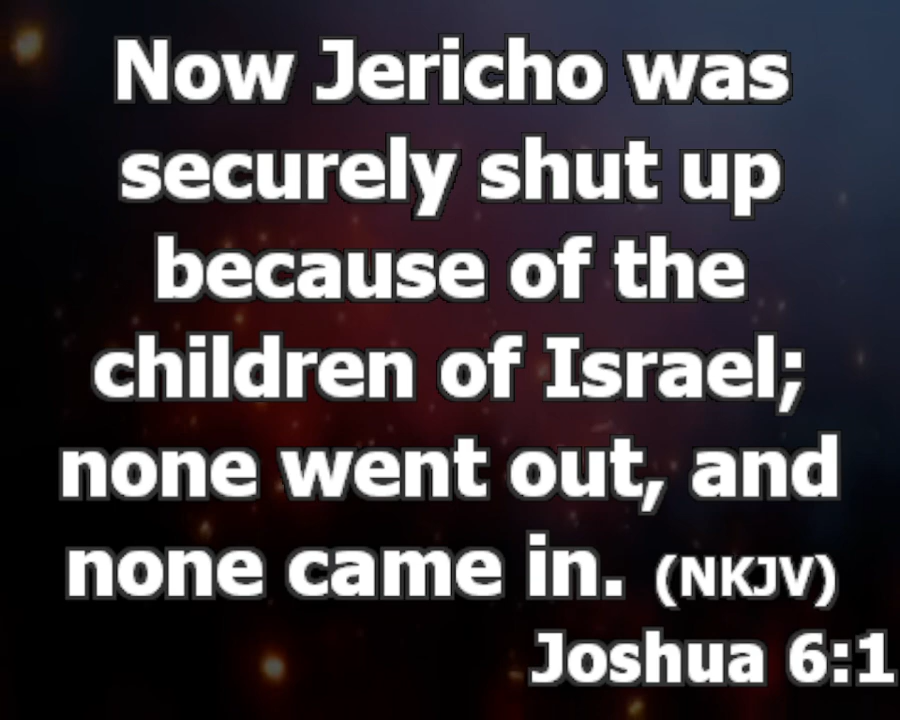 Now Jericho was
securely shut up
because of the
children of Israel;
none went out, and
none came in. (NKJV)
Joshua 6:1